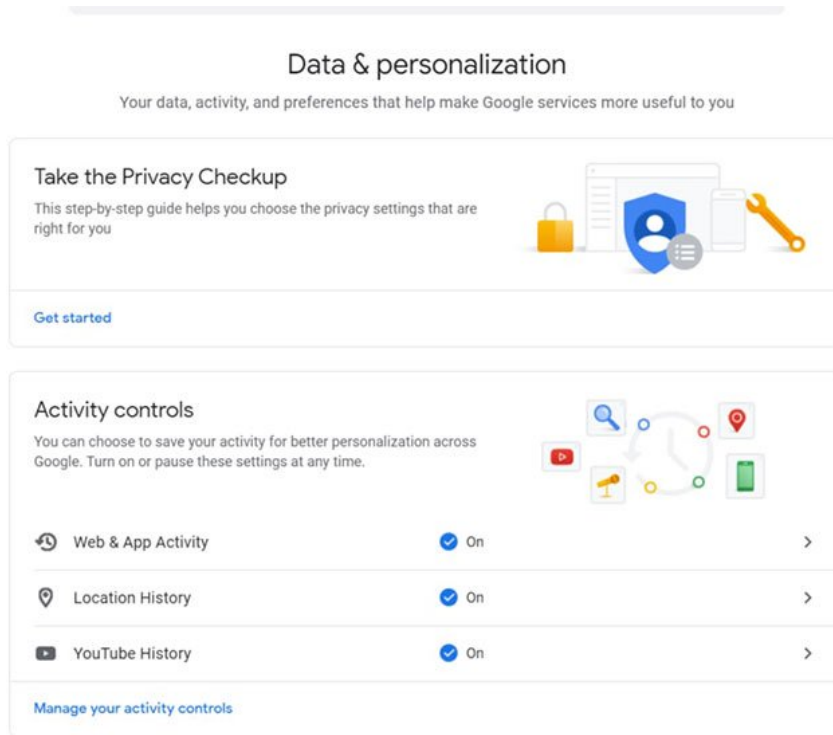 Data & personalization
Your data, activity, and preferences that help make Google services more useful to you
Take the Privacy Checkup
This step-by-step guide helps you choose the privacy settings that are
right for you
Get started
Activity controls
You can choose to save your activity for better personalization across
Google. Turn on or pause these settings at any time.
Web & App Activity On
Location History On
YouTube History On
Manage your activity controls